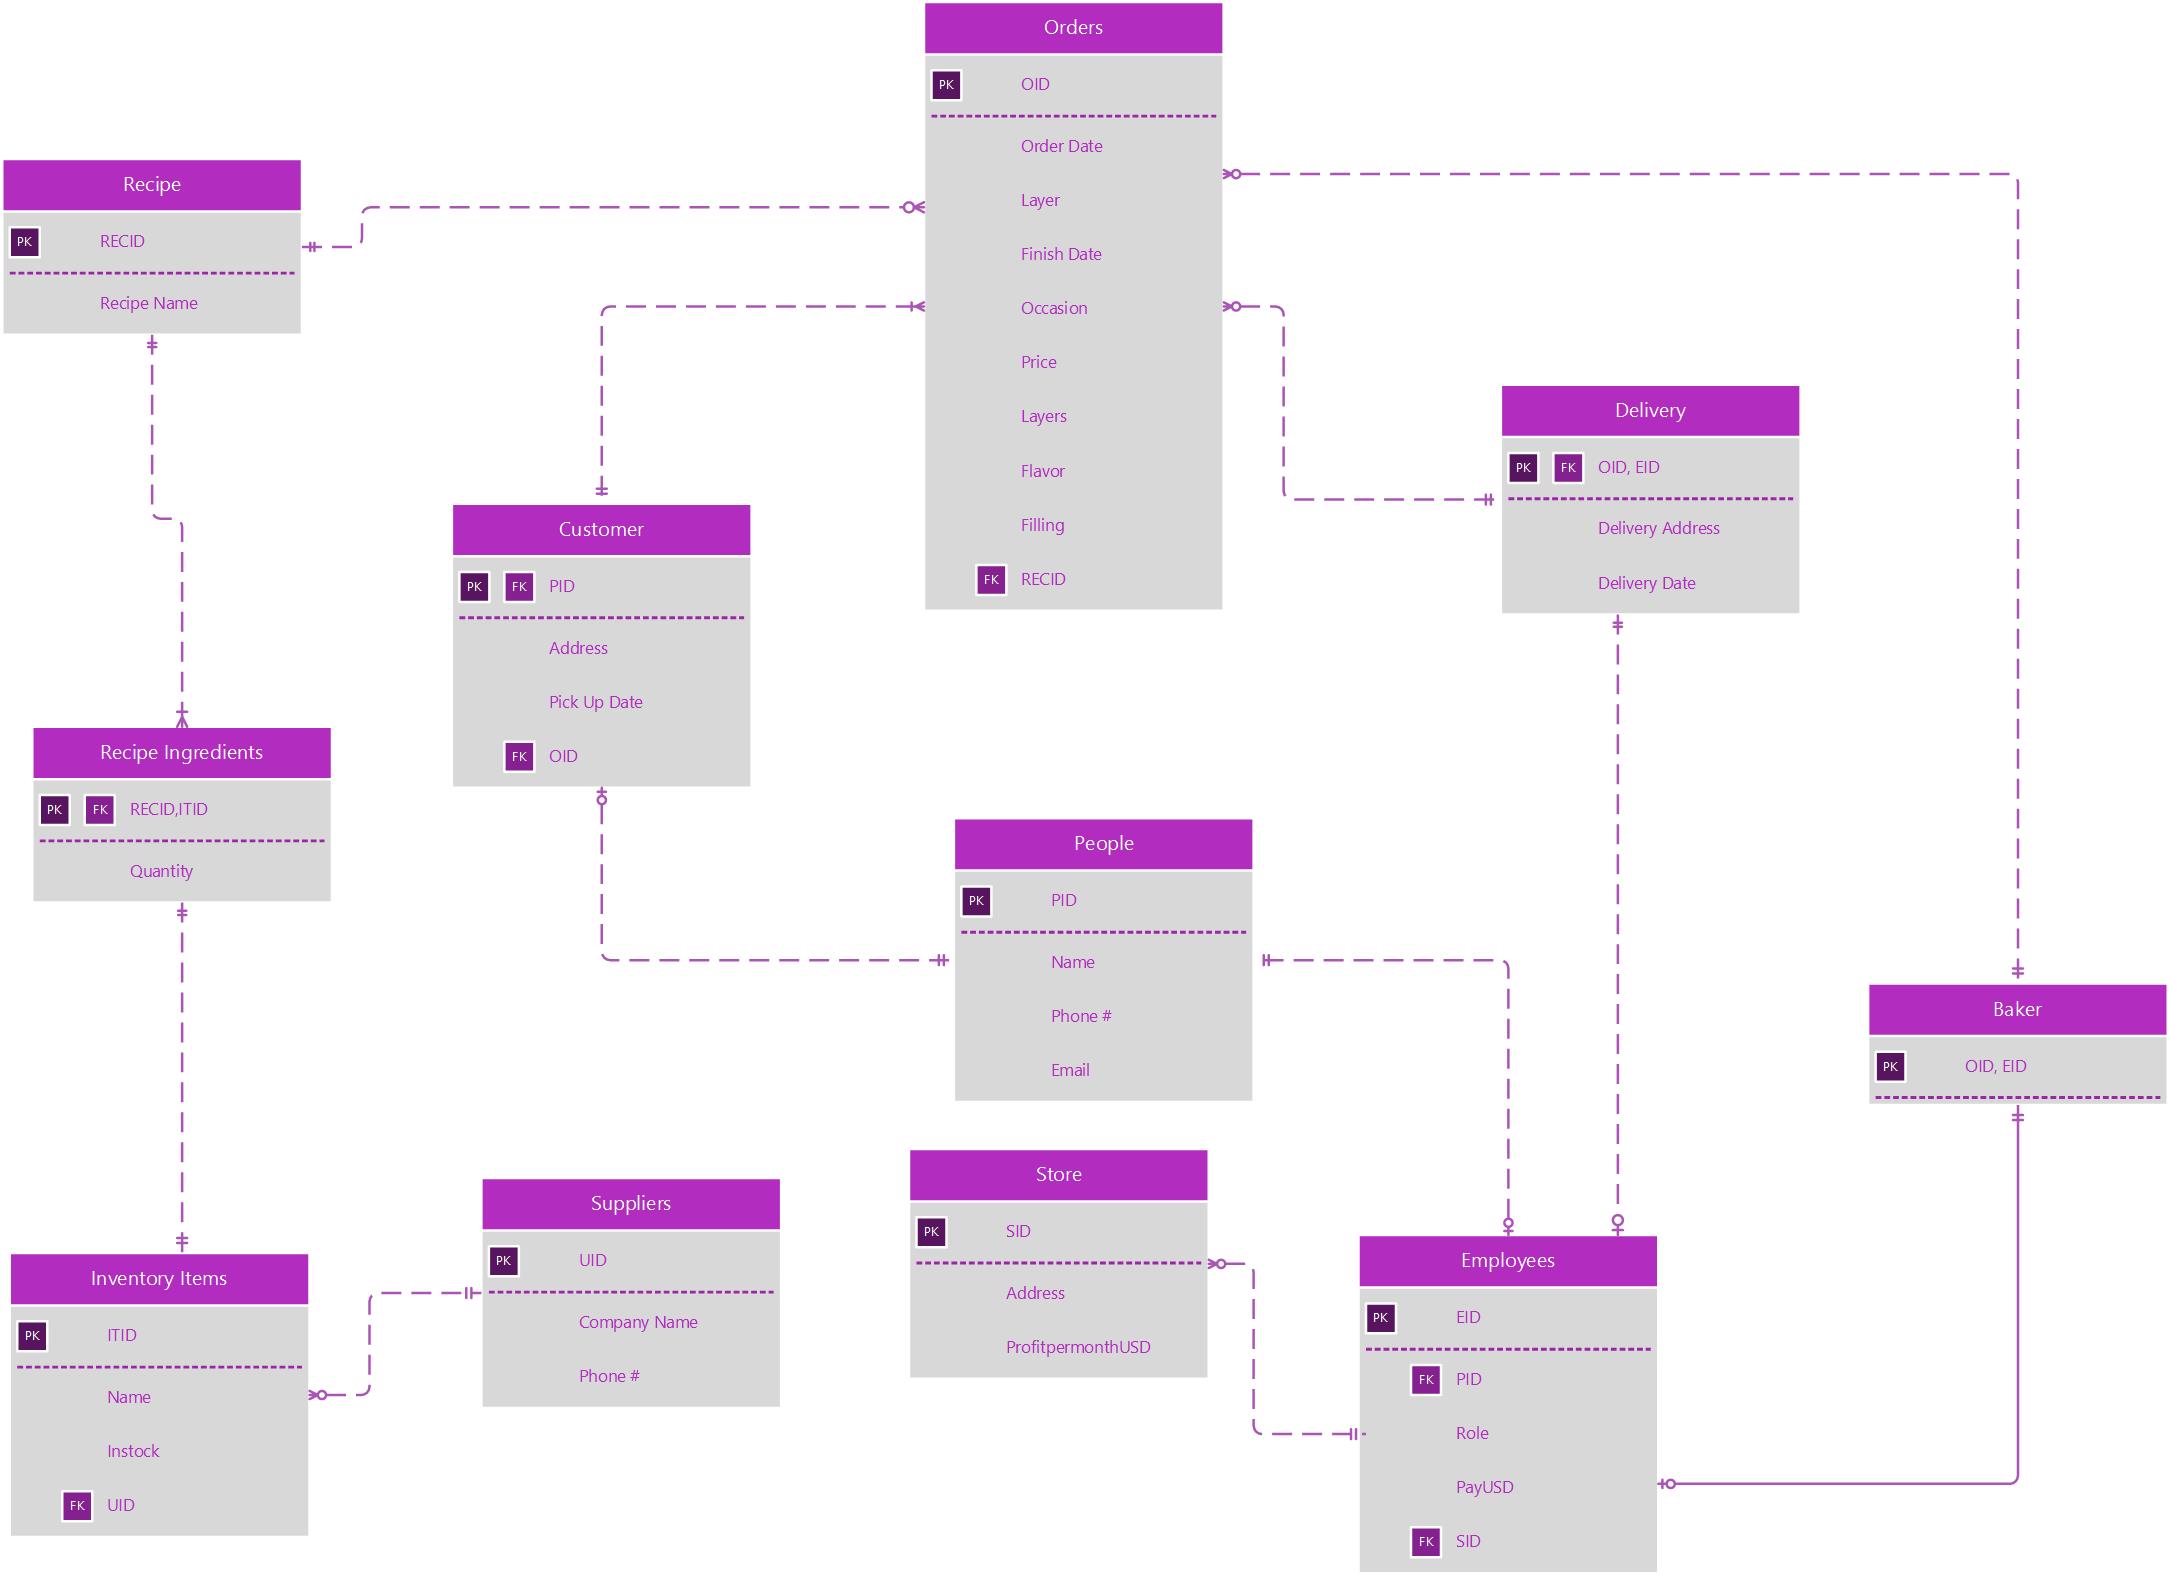 Orders
PK OID
Order Date
Layer
Finish Date
Occasion
Price
Layers
Flavor
Filling
FK RECID
Recipe
PK RECID
Recipe Name
Delivery
PK FK OID, EID
Delivery Address
Delivery Date
Customer
PK FK PID
Address
Pick Up Date
FK OID
Recipe Ingredients
PK FK RECID,ITID
Quantity
People
PK PID
Name
Phone #
Email
Baker
PK OID, EID
Store
PK SID
Address
ProfitpermonthUSD
Suppliers
PK UID
Company Name
Phone #
Employees
PK EID
FK PID
Role
PayUSD
FK SID
Inventory Items
PK ITID
Name
Instock
FK UID